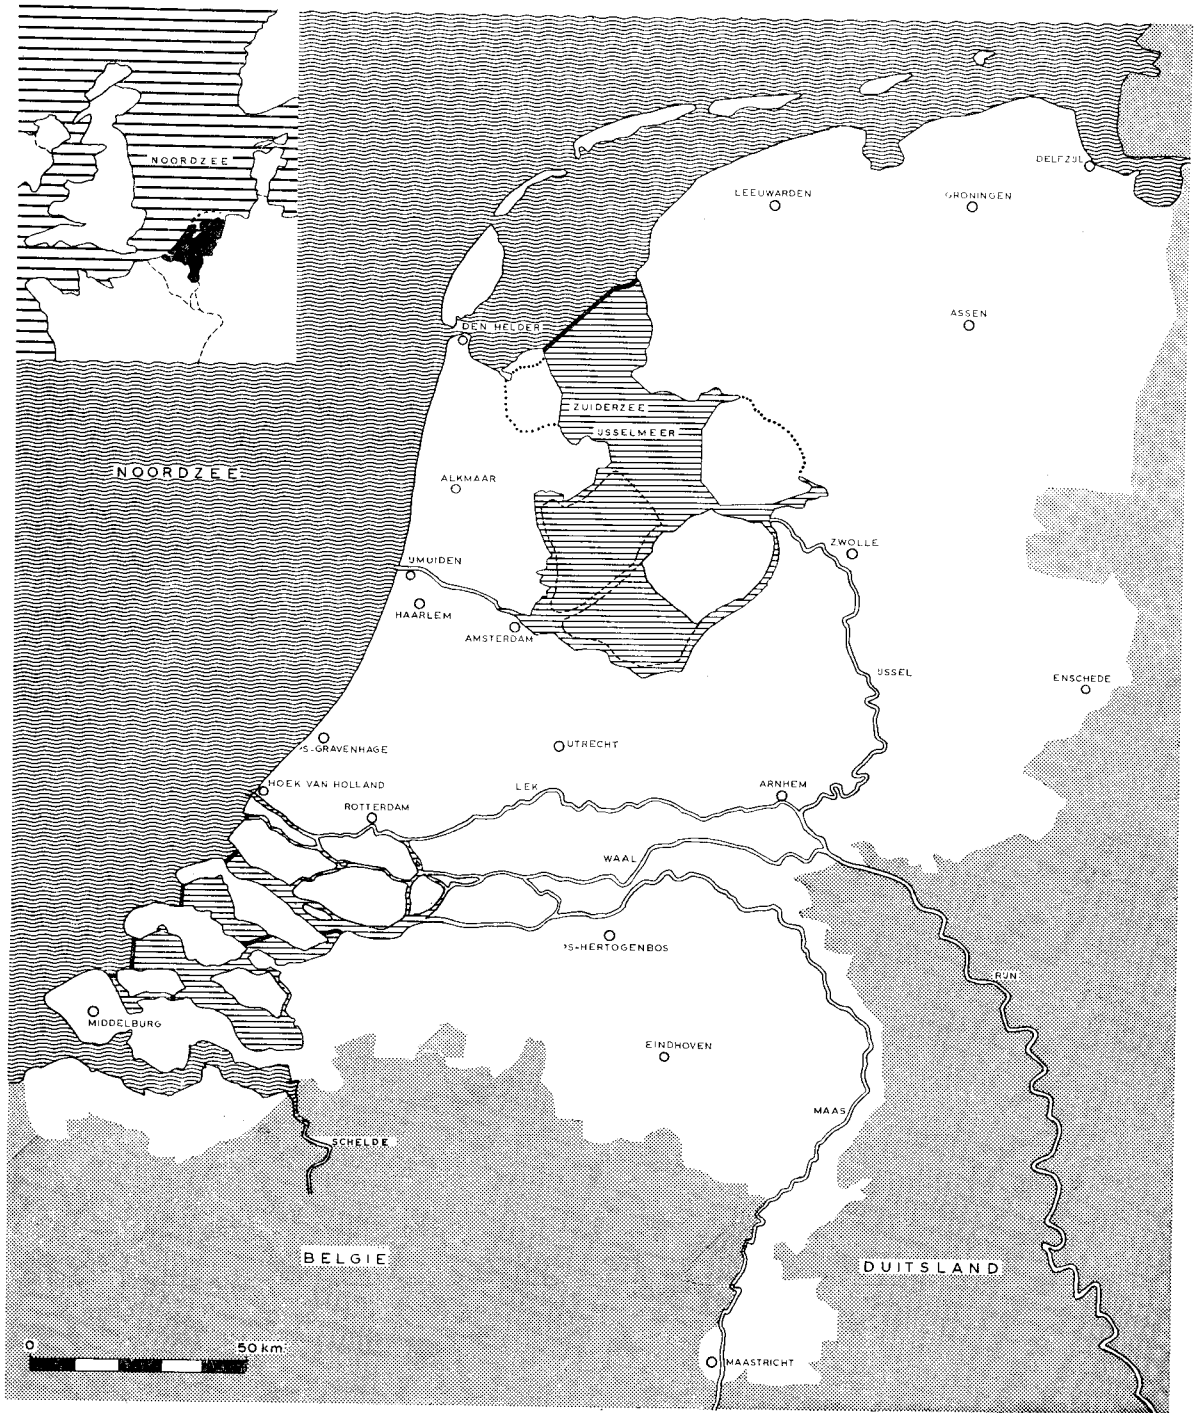 NOORDZEE
DELFZIJL
LEEUWARDEN
GRONINGEN
ASSEN
DEN HELDER
ZUIDERZEE
IJSSELMEER
NOORDZEE
ALKMAAR
ZWOLLE
IJMUIDEN
HAARLEM
AMSTERDAM
IJSSEL
ENSCHEDE
'S-GRAVENHAGE
UTRECHT
HOEK VAN HOLLAND
LEK
ARNHEM
ROTTERDAM
WAAL
'S-HERTOGENBOS
RIJN
MIDDELBURG
EINDHOVEN
MAAS
SCHELDE
BELGIE
DUITSLAND
0 50 km.
MAASTRICHT